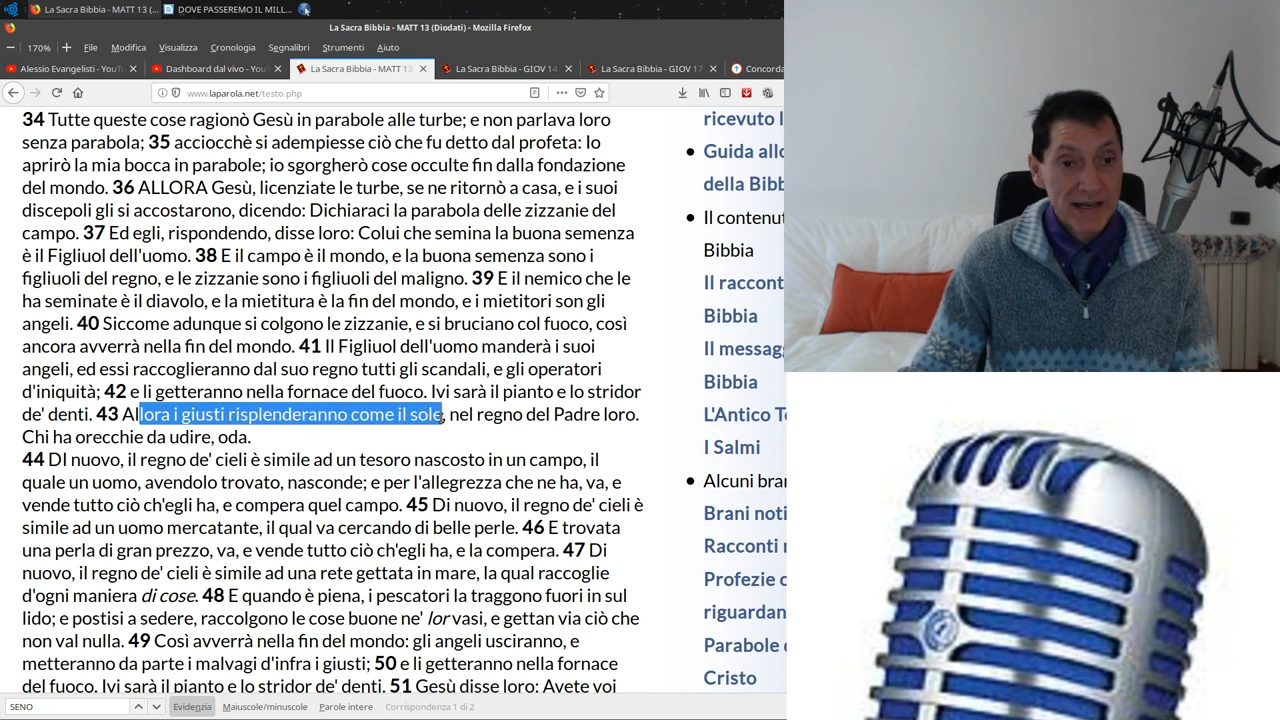 La Sacra Bibbia - MATT 13 (...
DOVE PASSEREMO IL MILL...
La Sacra Bibbia - MATT 13 (Diodati) - Mozilla Firefox
170%
File Modifica Visualizza Cronologia Segnalibri Strumenti Aiuto
Alessio Evangelisti - YouTu
Dashboard dal vivo - YouT
La Sacra Bibbia - MATT 13
La Sacra Bibbia - GIOV 14
La Sacra Bibbia - GIOV 17
Concorda
www.laparola.net/testo.php
34 Tutte queste cose ragionò Gesù in parabole alle turbe; e non parlava loro
senza parabola; 35 acciocchè si adempiesse ciò che fu detto dal profeta: Io
aprirò la mia bocca in parabole; io sgorgherò cose occulte fin dalla fondazione
del mondo. 36 ALLORA Gesù, licenziate le turbe, se ne ritornò a casa, e i suoi
discepoli gli si accostarono, dicendo: Dichiaraci la parabola delle zizzanie del
campo. 37 Ed egli, rispondendo, disse loro: Colui che semina la buona semenza
è il Figliuol dell'uomo. 38 E il campo è il mondo, e la buona semenza sono i
figliuoli del regno, e le zizzanie sono i figliuoli del maligno. 39 E il nemico che le
ha seminate è il diavolo, e la mietitura è la fin del mondo, e i mietitori son gli
angeli. 40 Siccome adunque si colgono le zizzanie, e si bruciano col fuoco, così
ancora avverrà nella fin del mondo. 41 Il Figliuol dell'uomo manderà i suoi
angeli, ed essi raccoglieranno dal suo regno tutti gli scandali, e gli operatori
d'iniquità; 42 e li getteranno nella fornace del fuoco. Ivi sarà il pianto e lo stridor
de' denti. 43 Allora i giusti risplenderanno come il sole, nel regno del Padre loro.
Chi ha orecchie da udire, oda.
44 DI nuovo, il regno de' cieli è simile ad un tesoro nascosto in un campo, il
quale un uomo, avendolo trovato, nasconde; e per l'allegrezza che ne ha, va, e
vende tutto ciò ch'egli ha, e compera quel campo. 45 Di nuovo, il regno de' cieli è
simile ad un uomo mercatante, il qual va cercando di belle perle. 46 E trovata
una perla di gran prezzo, va, e vende tutto ciò ch'egli ha, e la compera. 47 Di
nuovo, il regno de' cieli è simile ad una rete gettata in mare, la qual raccoglie
d'ogni maniera di cose. 48 E quando è piena, i pescatori la traggono fuori in sul
lido; e postisi a sedere, raccolgono le cose buone ne' lor vasi, e gettan via ciò che
non val nulla. 49 Così avverrà nella fin del mondo: gli angeli usciranno, e
metteranno da parte i malvagi d'infra i giusti; 50 e li getteranno nella fornace
del fuoco. Ivi sarà il pianto e lo stridor de' denti. 51 Gesù disse loro: Avete voi
ricevuto l
Guida allo
della Bibb
Il contenut
Bibbia
Il raccont
Bibbia
Il messag
Bibbia
L'Antico T
I Salmi
Alcuni bran
Brani noti
Racconti r
Profezie c
riguardan
Parabole d
Cristo
SENO
Evidenzia Maiuscole/minuscole Parole intere Corrispondenza 1 di 2